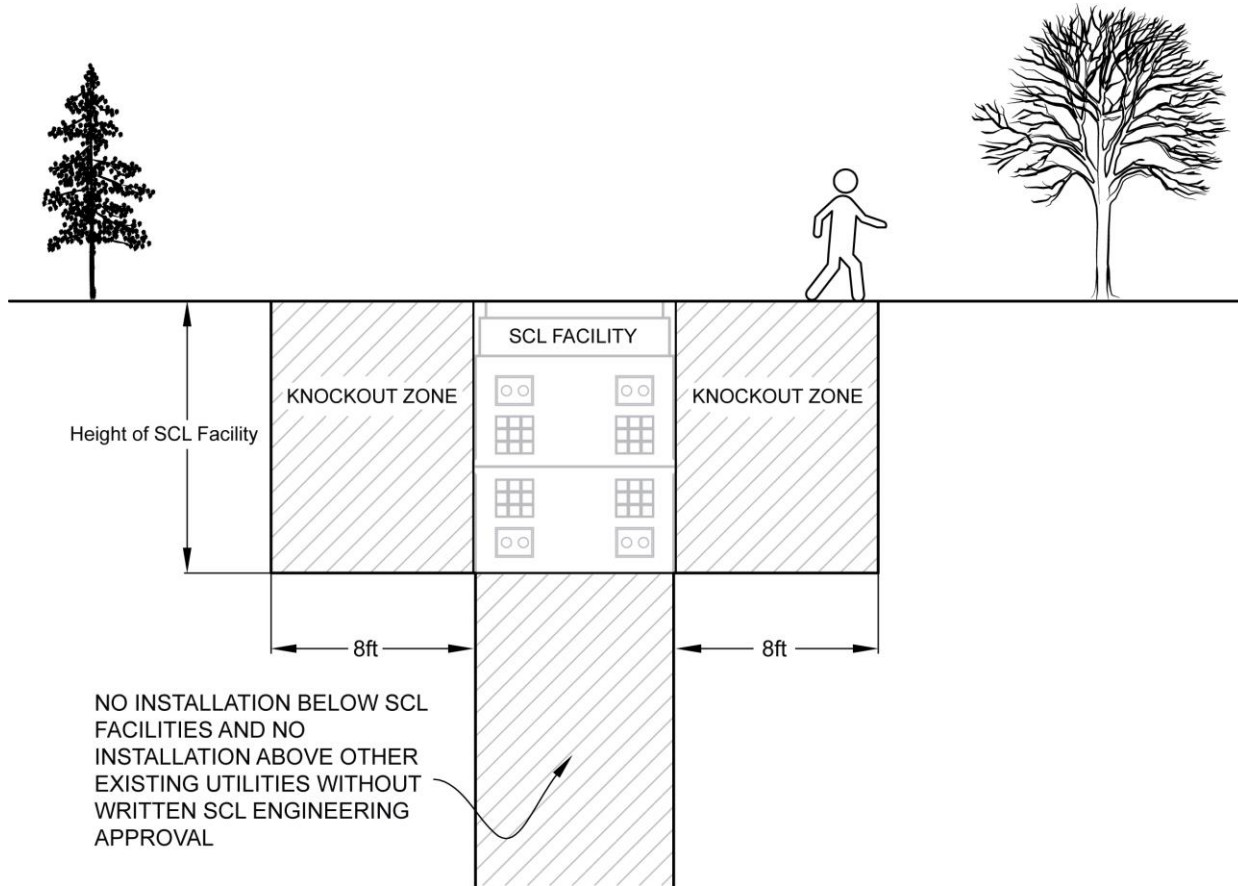 SCL FACILITY
KNOCKOUT ZONE
KNOCKOUT ZONE
Height of SCL Facility
8ft
8ft
NO INSTALLATION BELOW SCL
FACILITIES AND NO
INSTALLATION ABOVE OTHER
EXISTING UTILITIES WITHOUT
WRITTEN SCL ENGINEERING
APPROVAL